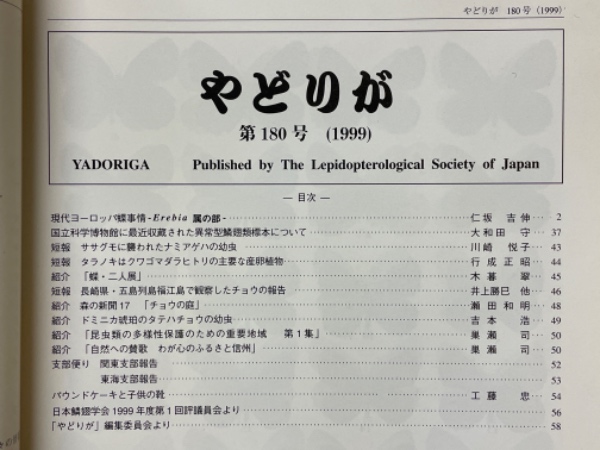 やどりが 180号 (1999)
やどりが
第180号 (1999)
YADORIGA Published by The Lepidopterological Society of Japan
— 目次 —
現代ヨーロッパ蝶事情 -Erebia 属の部- 仁坂 吉伸 2
国立科学博物館に最近収蔵された異常型鱗翅類標本について 大和田 守 37
短報 ササグモに襲われたナミアゲハの幼虫 川崎 悦子 43
短報 タラノキはクワゴマダラヒトリの主要な産卵植物 行成正昭 44
紹介 「蝶・二人展」 木暮 翠 45
短報 長崎県・五島列島福江島で観察したチョウの報告 井上勝巳 他 46
紹介 森の新聞17 「チョウの庭」 瀬田和明 48
紹介 ドミニカ琥珀のタテハチョウの幼虫 吉本 浩 49
紹介 「昆虫類の多様性保護のための重要地域 第1集」 巣瀬 司 50
紹介 「自然への賛歌 わが心のふるさと信州」 巣瀬 司 50
支部便り 関東支部報告 52
東海支部報告 53
パウンドケーキと子供の靴 工藤 忠 54
日本鱗翅学会1999年度第1回評議員会より 56
「やどりが」編集委員会より 58